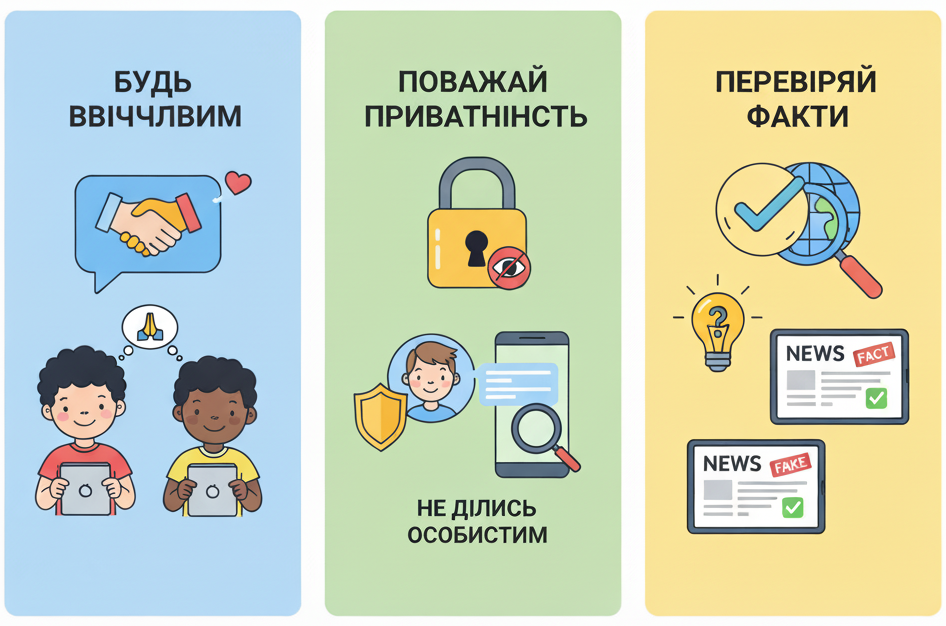 БУДЬ
ВВІЧЧЛВИМ
ПОВАЖАЙ
ПРИВАТНІНСТЬ
НЕ ДІЛИСЬ
ОСОБИСТИМ
ПЕРЕВІРЯЙ
ФАКТИ
?
NEWS FACT
NEWS FAKE